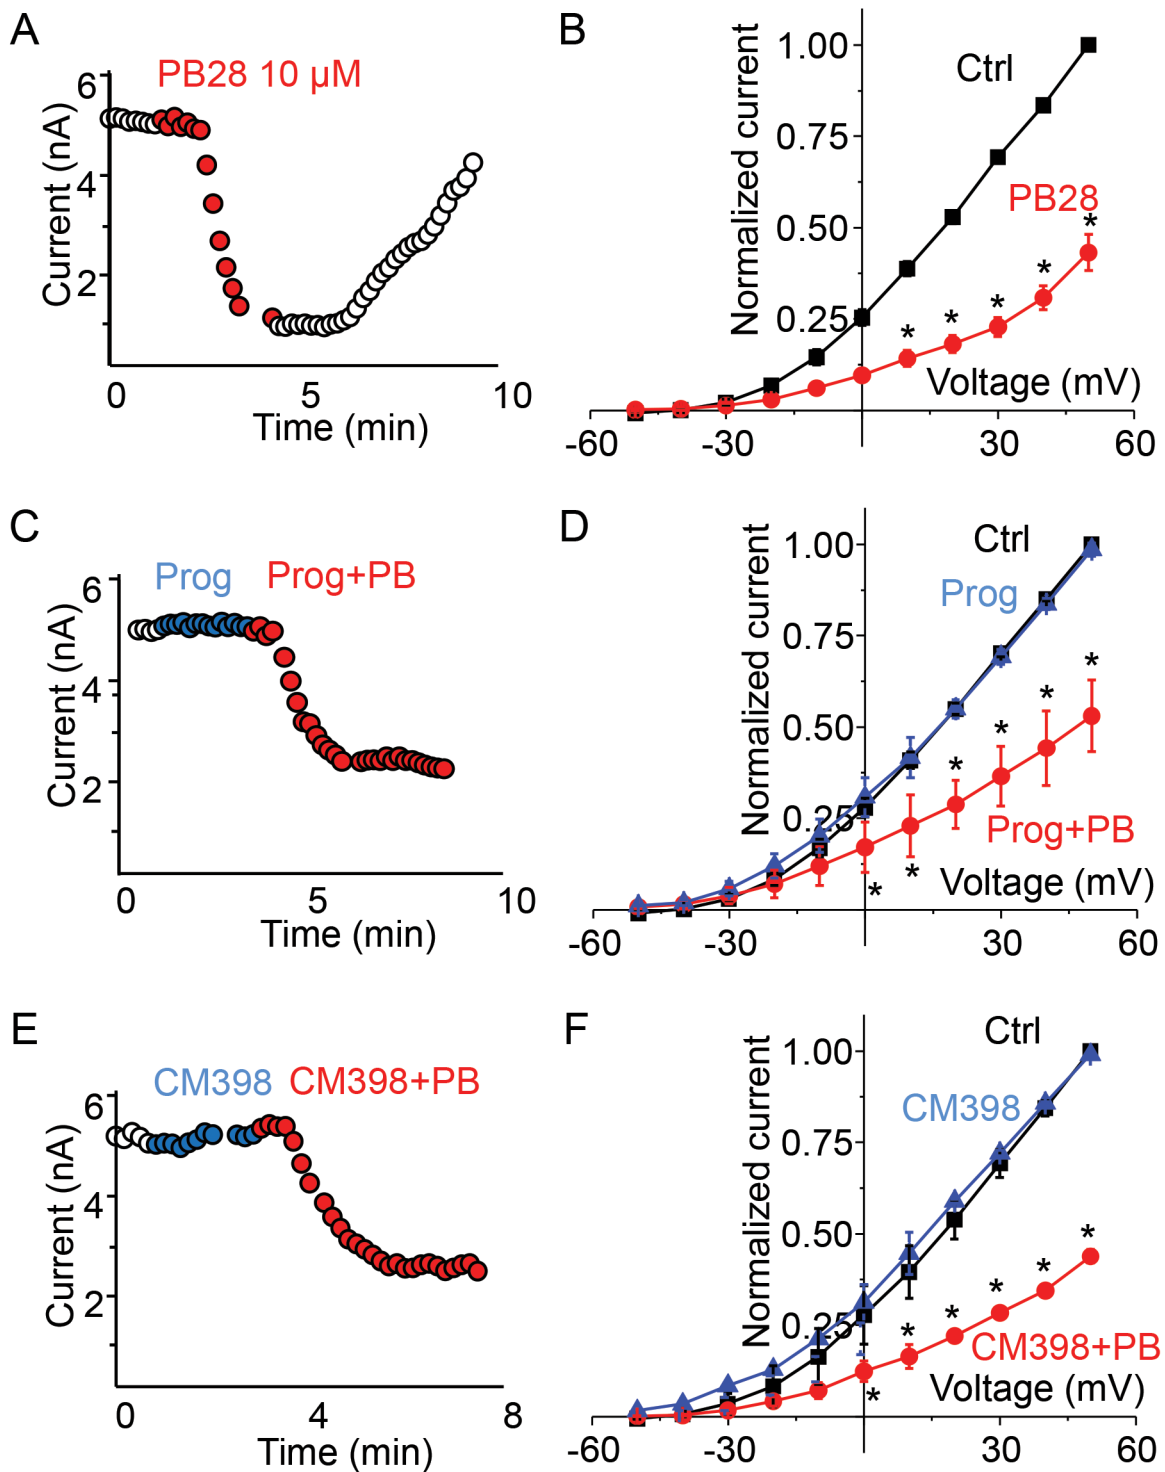 A
PB28 10 µM
Current (nA)
6
4
2
0 5 10
Time (min)
B
Normalized current
1.00
0.75
0.50
0.25
Ctrl
PB28
* * * * *
Voltage (mV)
-60 -30 30 60
C
Prog Prog+PB
Current (nA)
6
4
2
0 5 10
Time (min)
D
Normalized current
1.00
0.75
0.50
0.25
Ctrl
Prog
Prog+PB
* * * * * *
Voltage (mV)
-60 -30 30 60
E
CM398 CM398+PB
Current (nA)
6
4
2
0 4 8
Time (min)
F
Normalized current
1.00
0.75
0.50
0.25
Ctrl
CM398
CM398+PB
* * * * * *
Voltage (mV)
-60 -30 30 60